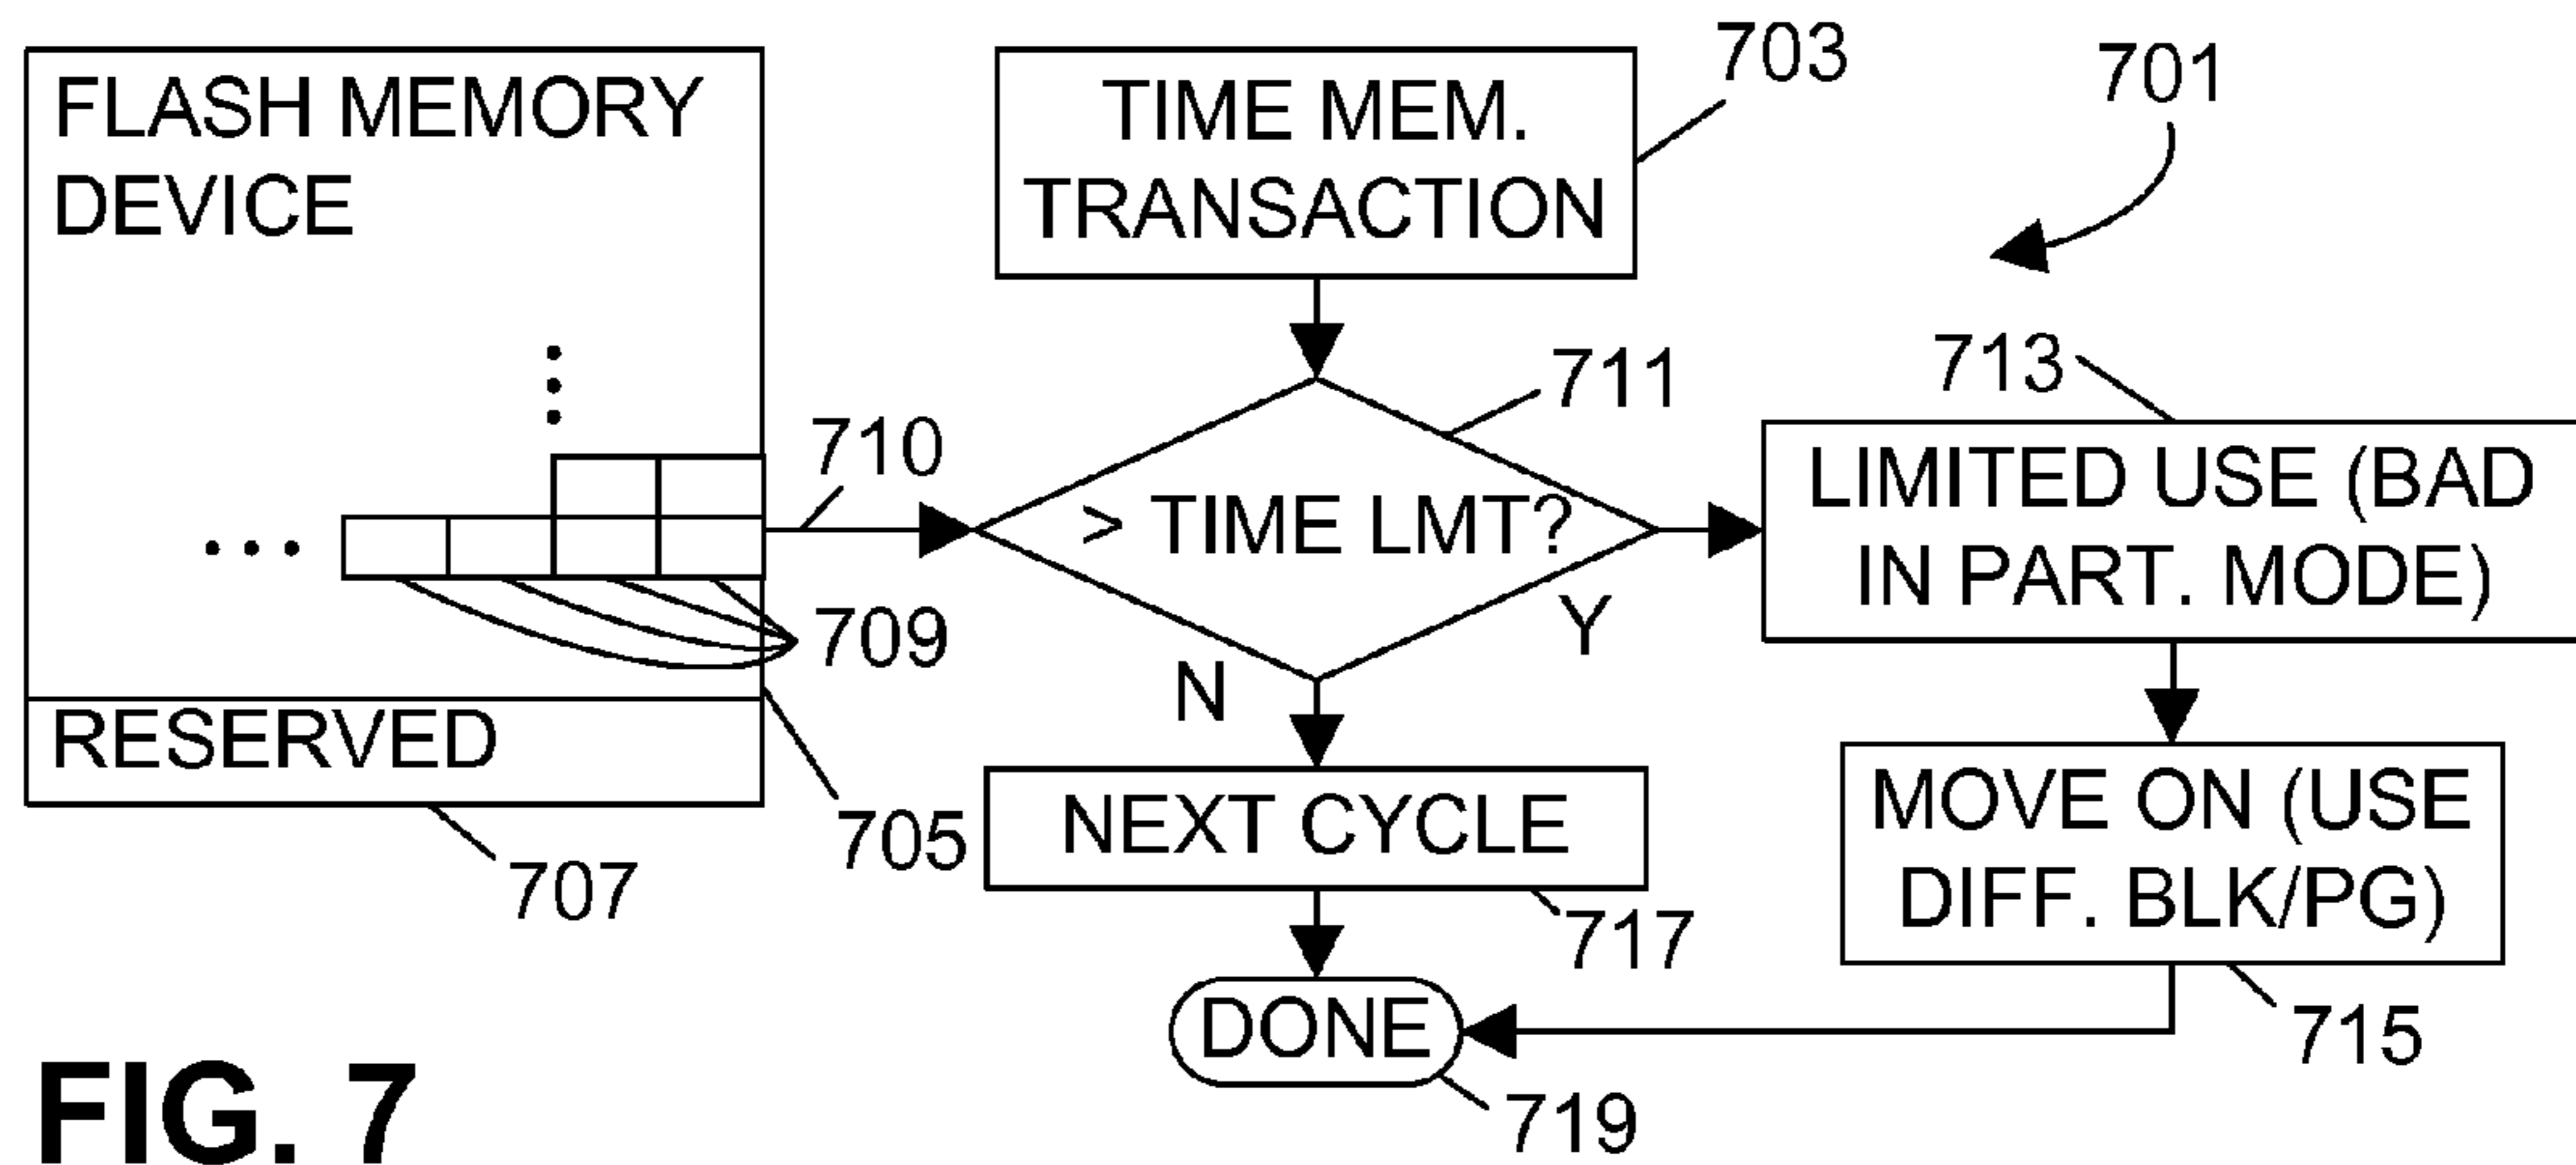 FLASH MEMORY
DEVICE
RESERVED
707
705
709
710
TIME MEM.
TRANSACTION
703
701
711
> TIME LMT?
Y
N
713
LIMITED USE (BAD
IN PART. MODE)
MOVE ON (USE
DIFF. BLK/PG)
715
NEXT CYCLE
717
DONE
719
FIG. 7